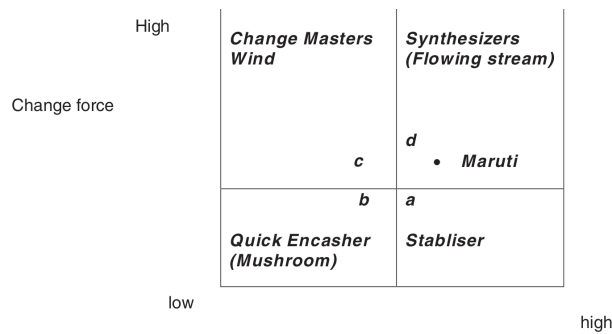 High
Change Masters
Wind
Synthesizers
(Flowing stream)
Change force
d
c
• Maruti
b
a
Quick Encasher
(Mushroom)
Stabliser
low
high